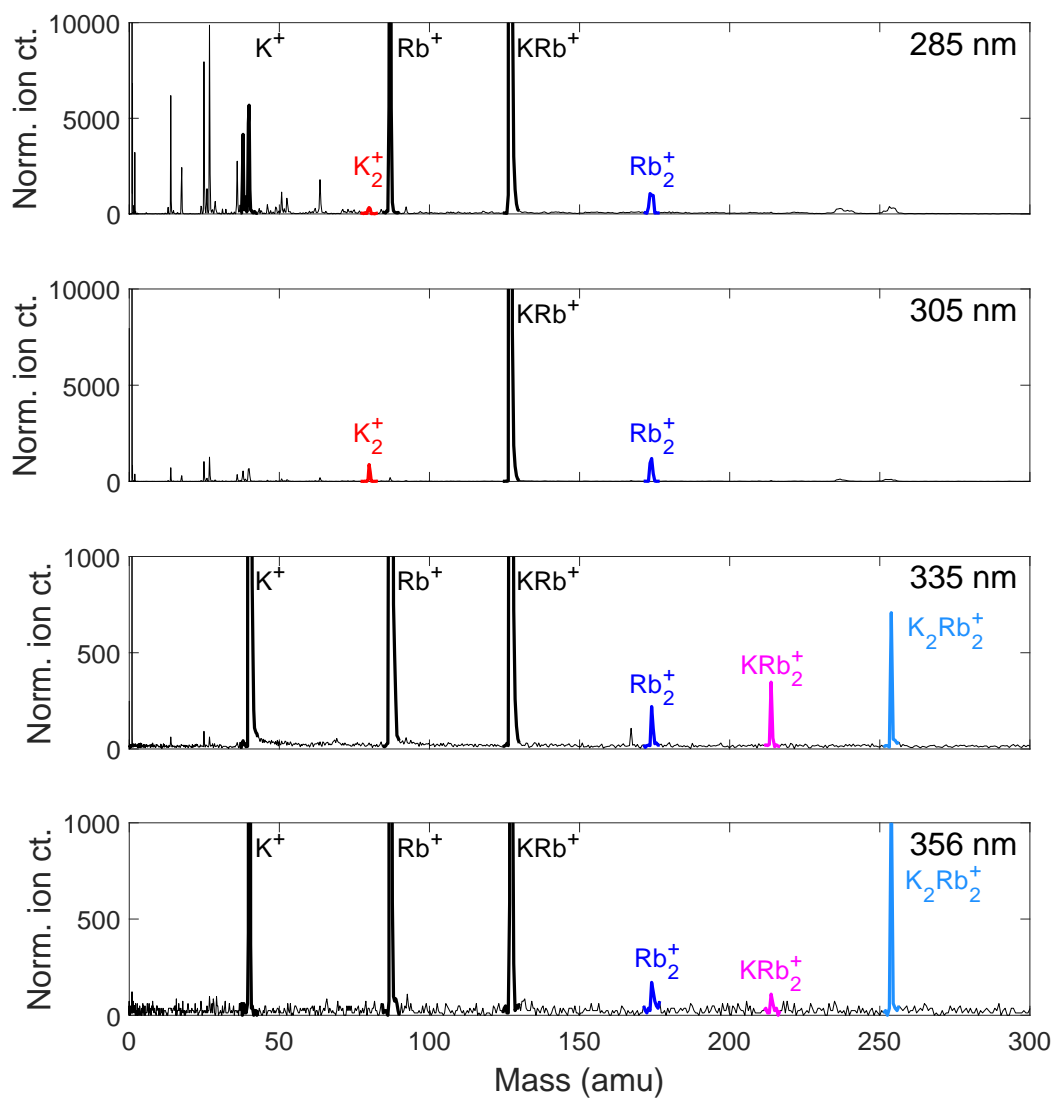 Norm. ion ct.
10000
5000
0
K⁺
K₂⁺
Rb⁺
KRb⁺
Rb₂⁺
285 nm
Norm. ion ct.
10000
5000
0
K₂⁺
KRb⁺
Rb₂⁺
305 nm
Norm. ion ct.
1000
500
0
K⁺
Rb⁺
KRb⁺
Rb₂⁺
KRb₂⁺
335 nm
K₂Rb₂⁺
Norm. ion ct.
1000
500
0
K⁺
Rb⁺
KRb⁺
Rb₂⁺
KRb₂⁺
356 nm
K₂Rb₂⁺
0 50 100 150 200 250 300
Mass (amu)